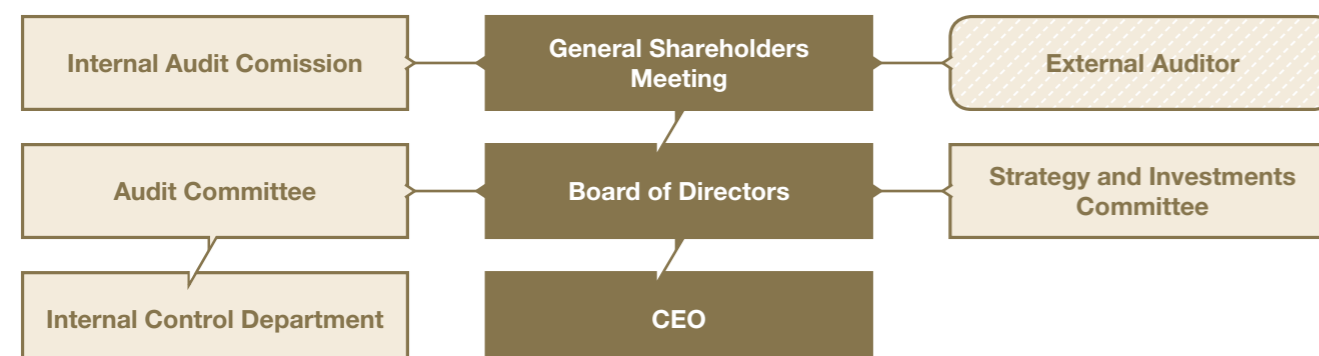 Internal Audit Comission
General Shareholders
Meeting
External Auditor
Audit Committee
Board of Directors
Strategy and Investments
Committee
Internal Control Department
CEO